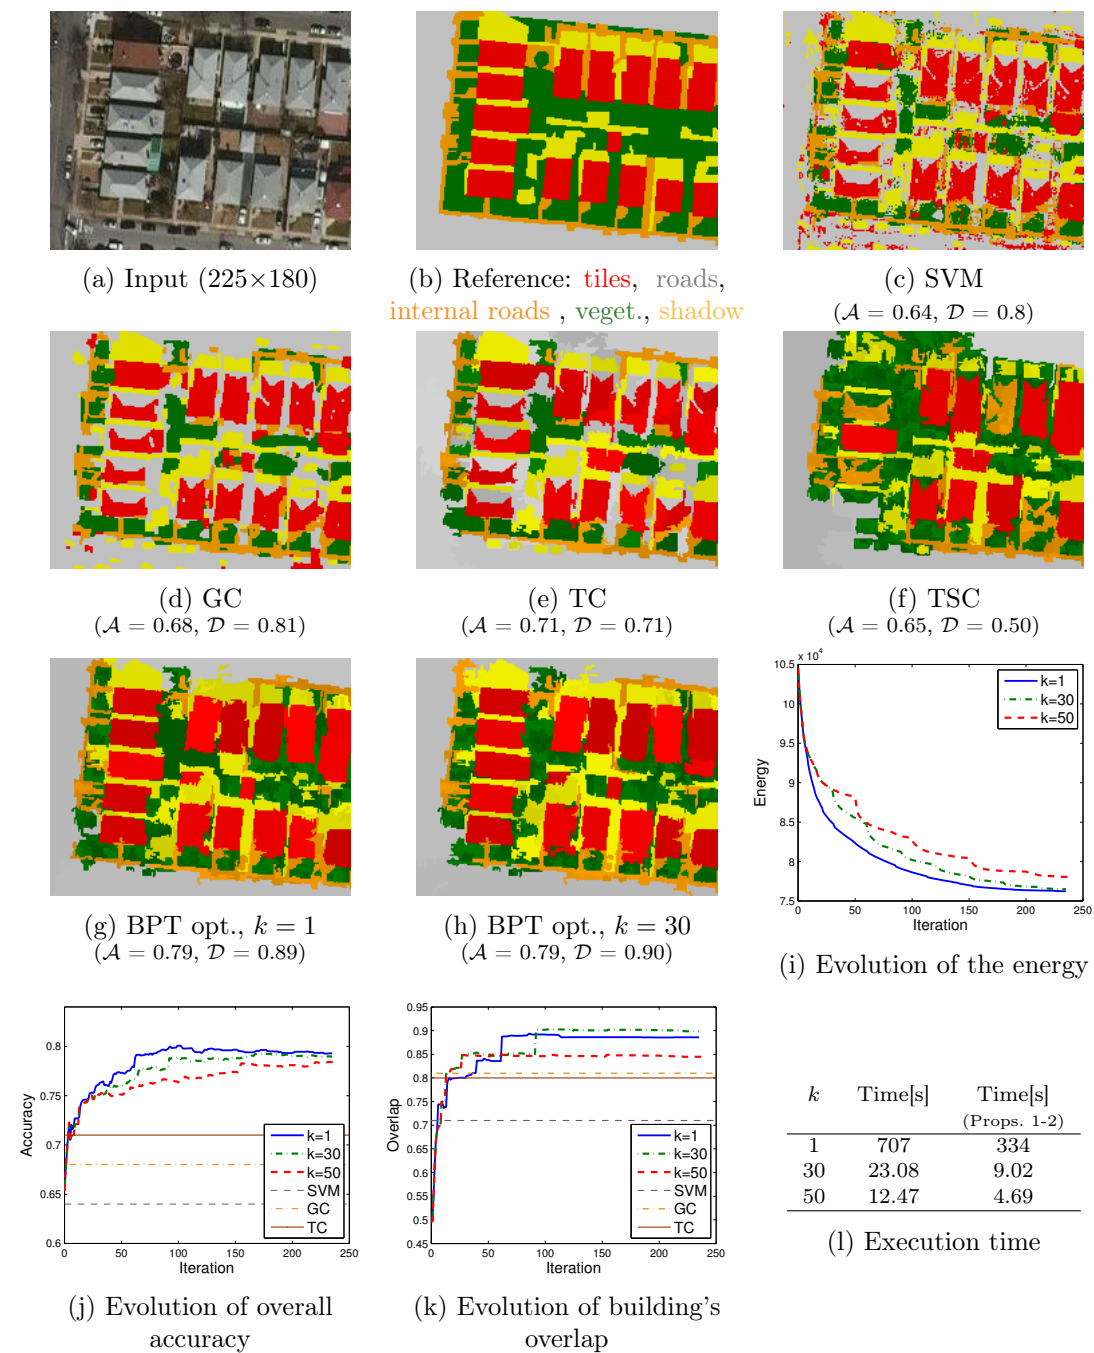 (a) Input (225×180)
(b) Reference: tiles, roads,
internal roads , veget., shadow
(c) SVM
(𝒜 = 0.64, 𝒟 = 0.8)
(d) GC
(𝒜 = 0.68, 𝒟 = 0.81)
(e) TC
(𝒜 = 0.71, 𝒟 = 0.71)
(f) TSC
(𝒜 = 0.65, 𝒟 = 0.50)
(g) BPT opt., k = 1
(𝒜 = 0.79, 𝒟 = 0.89)
(h) BPT opt., k = 30
(𝒜 = 0.79, 𝒟 = 0.90)
x 10⁴
10.5
10
9.5
9
8.5
8
7.5
Energy
0 50 100 150 200 250
Iteration
k=1
k=30
k=50
(i) Evolution of the energy
0.8
0.75
0.7
0.65
0.6
Accuracy
0 50 100 150 200 250
Iteration
k=1
k=30
k=50
SVM
GC
TC
(j) Evolution of overall
accuracy
0.95
0.9
0.85
0.8
0.75
0.7
0.65
0.6
0.55
0.5
0.45
Overlap
0 50 100 150 200 250
Iteration
k=1
k=30
k=50
SVM
GC
TC
(k) Evolution of building's
overlap
k Time[s] Time[s]
(Props. 1-2)
1 707 334
30 23.08 9.02
50 12.47 4.69
(l) Execution time